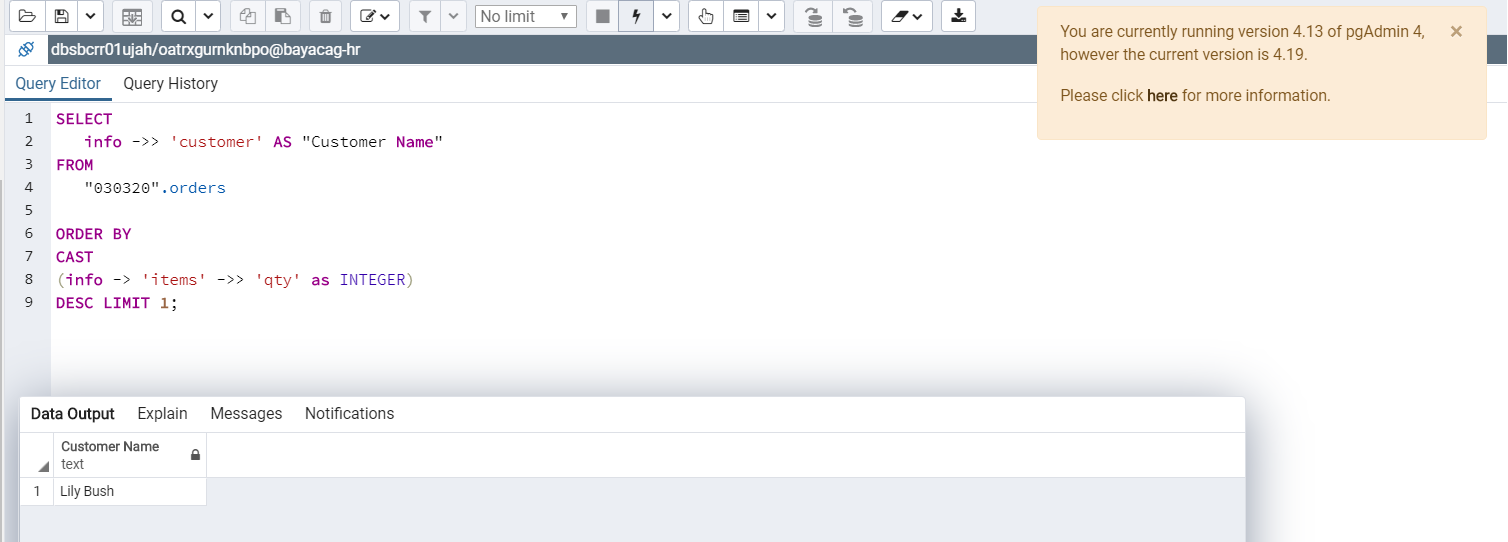 No limit
dbsbcrr01ujah/oatrxgurnknbpo@bayacag-hr
You are currently running version 4.13 of pgAdmin 4,
however the current version is 4.19.
Please click here for more information.
Query Editor Query History
1 SELECT
2 info ->> 'customer' AS "Customer Name"
3 FROM
4 "030320".orders
5
6 ORDER BY
7 CAST
8 (info -> 'items' ->> 'qty' as INTEGER)
9 DESC LIMIT 1;
Data Output Explain Messages Notifications
Customer Name
text
1 Lily Bush